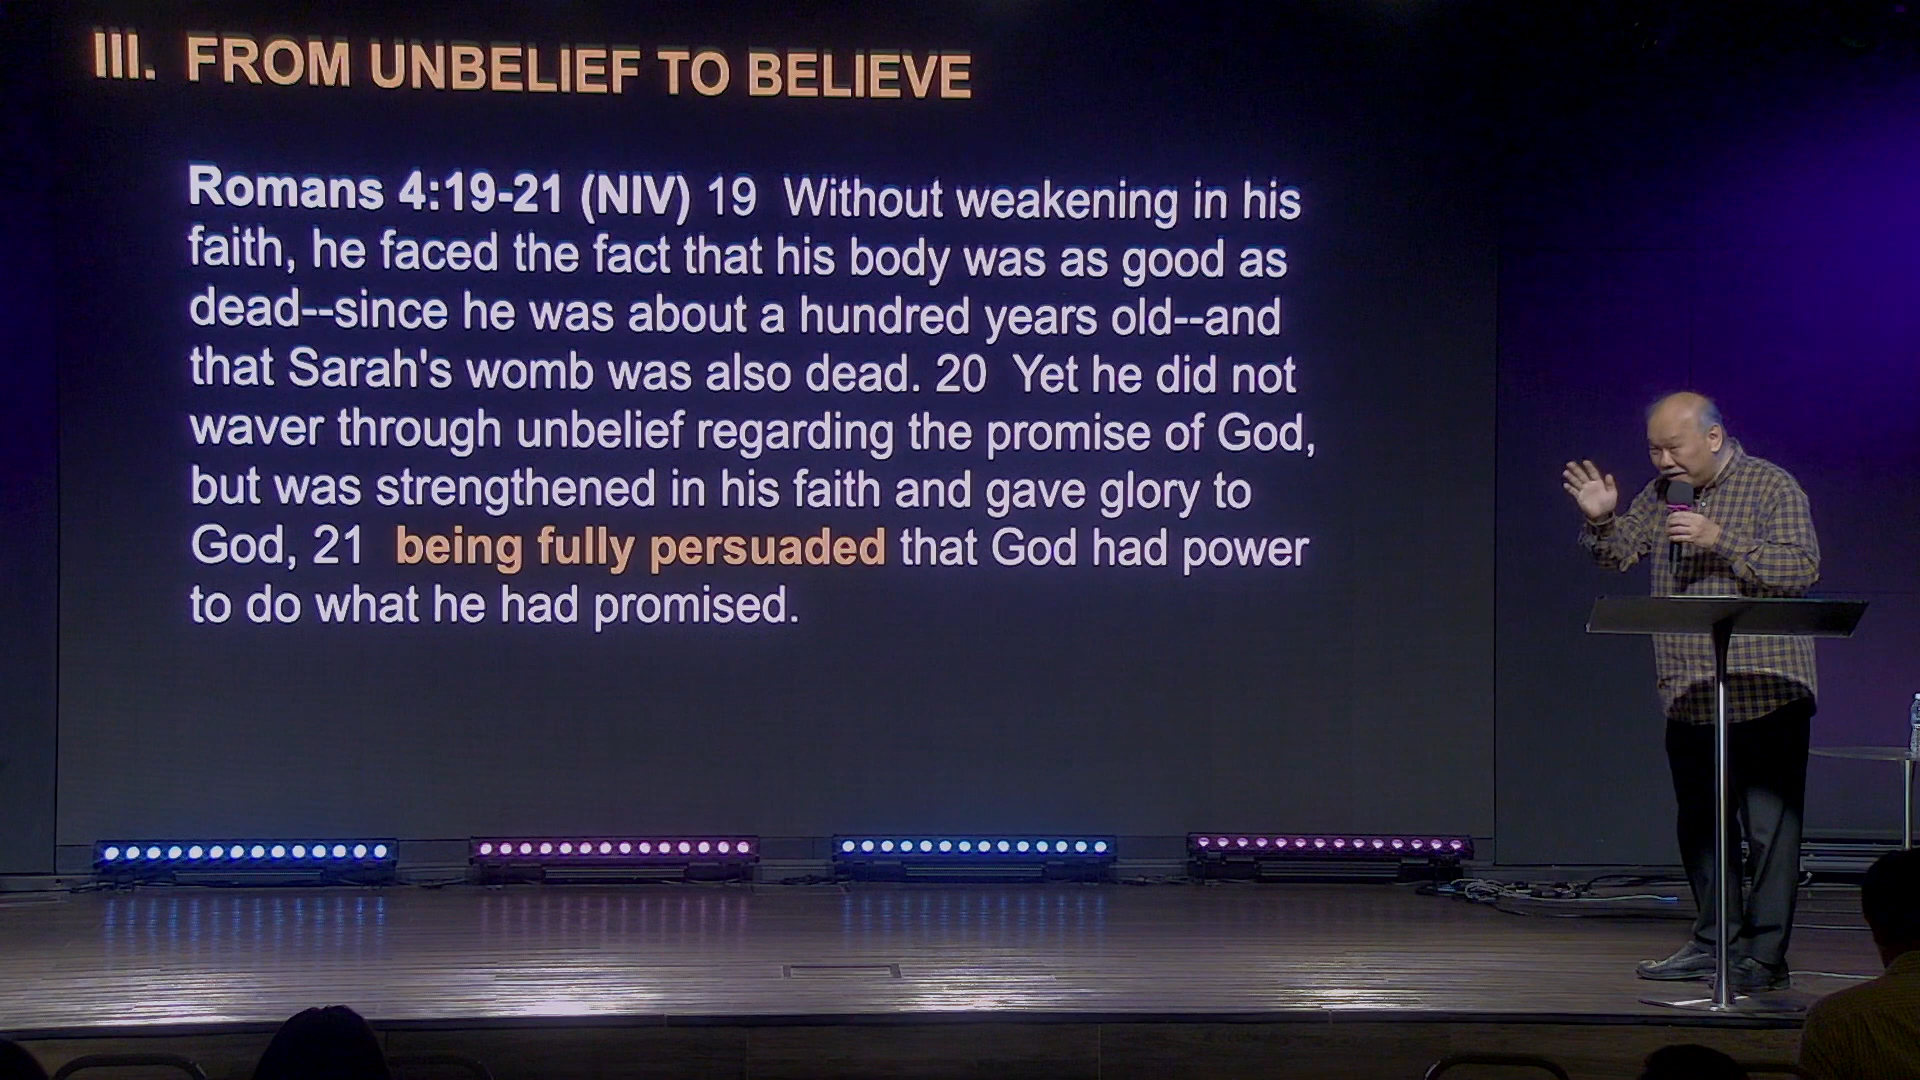 III. FROM UNBELIEF TO BELIEVE
Romans 4:19-21 (NIV) 19 Without weakening in his
faith, he faced the fact that his body was as good as
dead--since he was about a hundred years old--and
that Sarah's womb was also dead. 20 Yet he did not
waver through unbelief regarding the promise of God,
but was strengthened in his faith and gave glory to
God, 21 being fully persuaded that God had power
to do what he had promised.